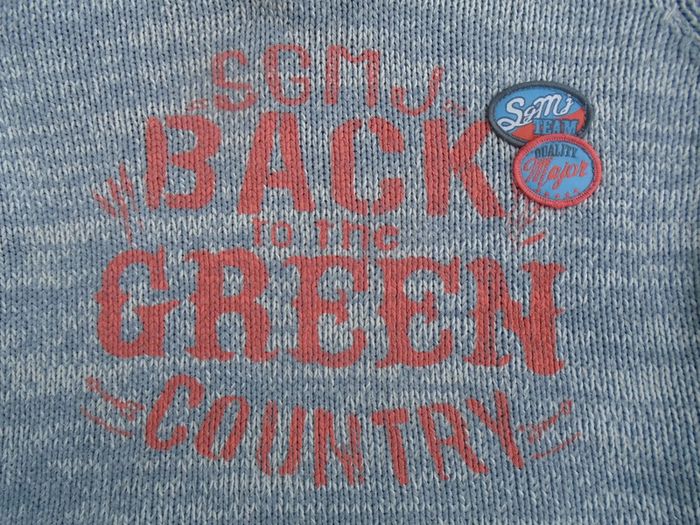 SGMJ
BACK
to the
GREEN
COUNTRY
SgMj
TEAM
QUALITY
Major